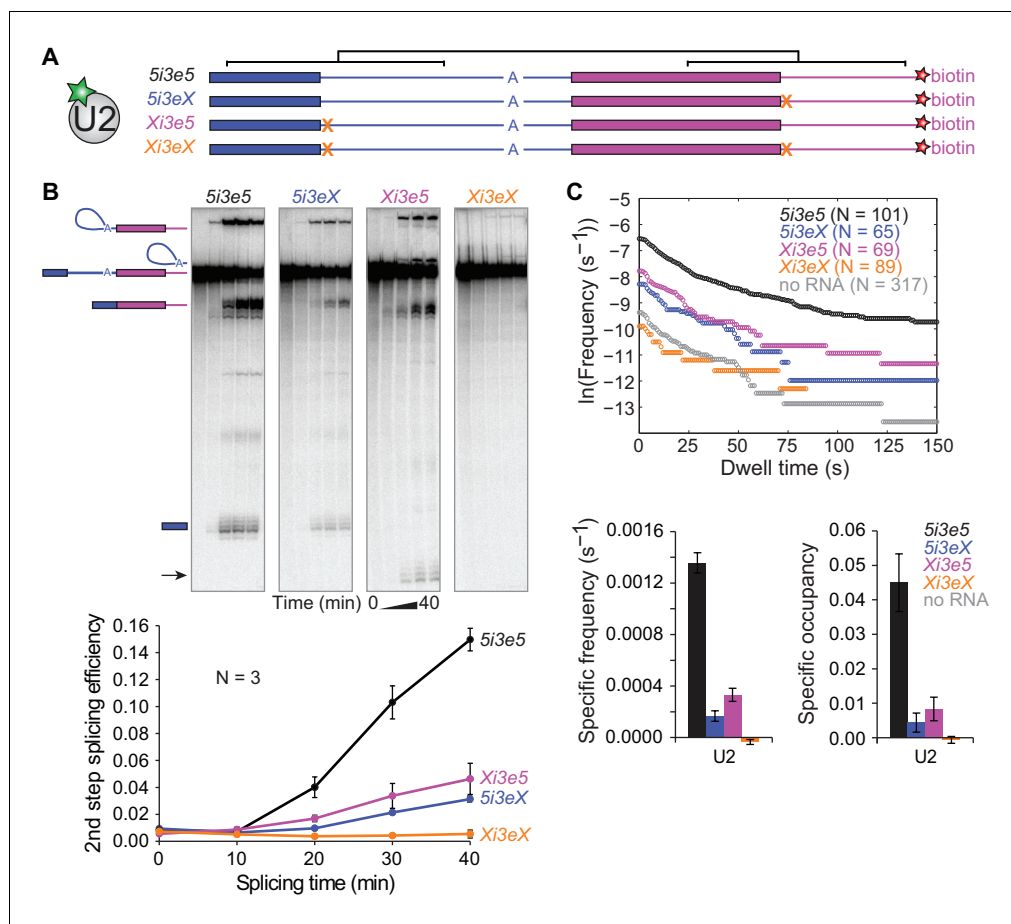 A
U2
5i3e5
A
biotin
5i3eX
A
X
biotin
Xi3e5
X
A
biotin
Xi3eX
X
A
X
biotin
B
5i3e5
5i3eX
Xi3e5
Xi3eX
A
A
A
Time (min) 0 40
2nd step splicing efficiency
0.16
0.14
0.12
0.10
0.08
0.06
0.04
0.02
0.00
N = 3
5i3e5
Xi3e5
5i3eX
Xi3eX
0 10 20 30 40
Splicing time (min)
C
ln(Frequency (s⁻¹))
−5
−6
−7
−8
−9
−10
−11
−12
−13
5i3e5 (N = 101)
5i3eX (N = 65)
Xi3e5 (N = 69)
Xi3eX (N = 89)
no RNA (N = 317)
0 25 50 75 100 125 150
Dwell time (s)
Specific frequency (s⁻¹)
0.0016
0.0012
0.0008
0.0004
0.0000
U2
Specific occupancy
0.06
0.05
0.04
0.03
0.02
0.01
0.00
U2
5i3e5
5i3eX
Xi3e5
Xi3eX
no RNA